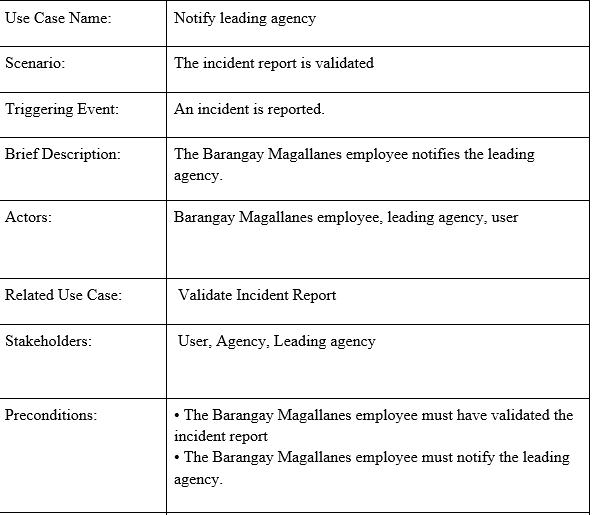 Use Case Name: Notify leading agency
Scenario: The incident report is validated
Triggering Event: An incident is reported.
Brief Description: The Barangay Magallanes employee notifies the leading
agency.
Actors: Barangay Magallanes employee, leading agency, user
Related Use Case: Validate Incident Report
Stakeholders: User, Agency, Leading agency
Preconditions: • The Barangay Magallanes employee must have validated the
incident report
• The Barangay Magallanes employee must notify the leading
agency.